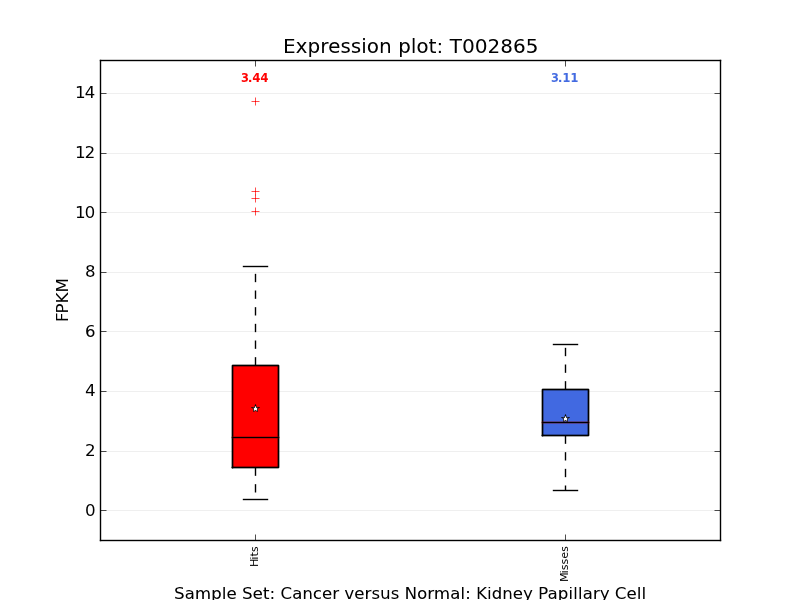 Expression plot: T002865
3.44
3.11
14
12
10
8
6
4
2
0
FPKM
Hits
Misses
Sample Set: Cancer versus Normal: Kidney Papillary Cell